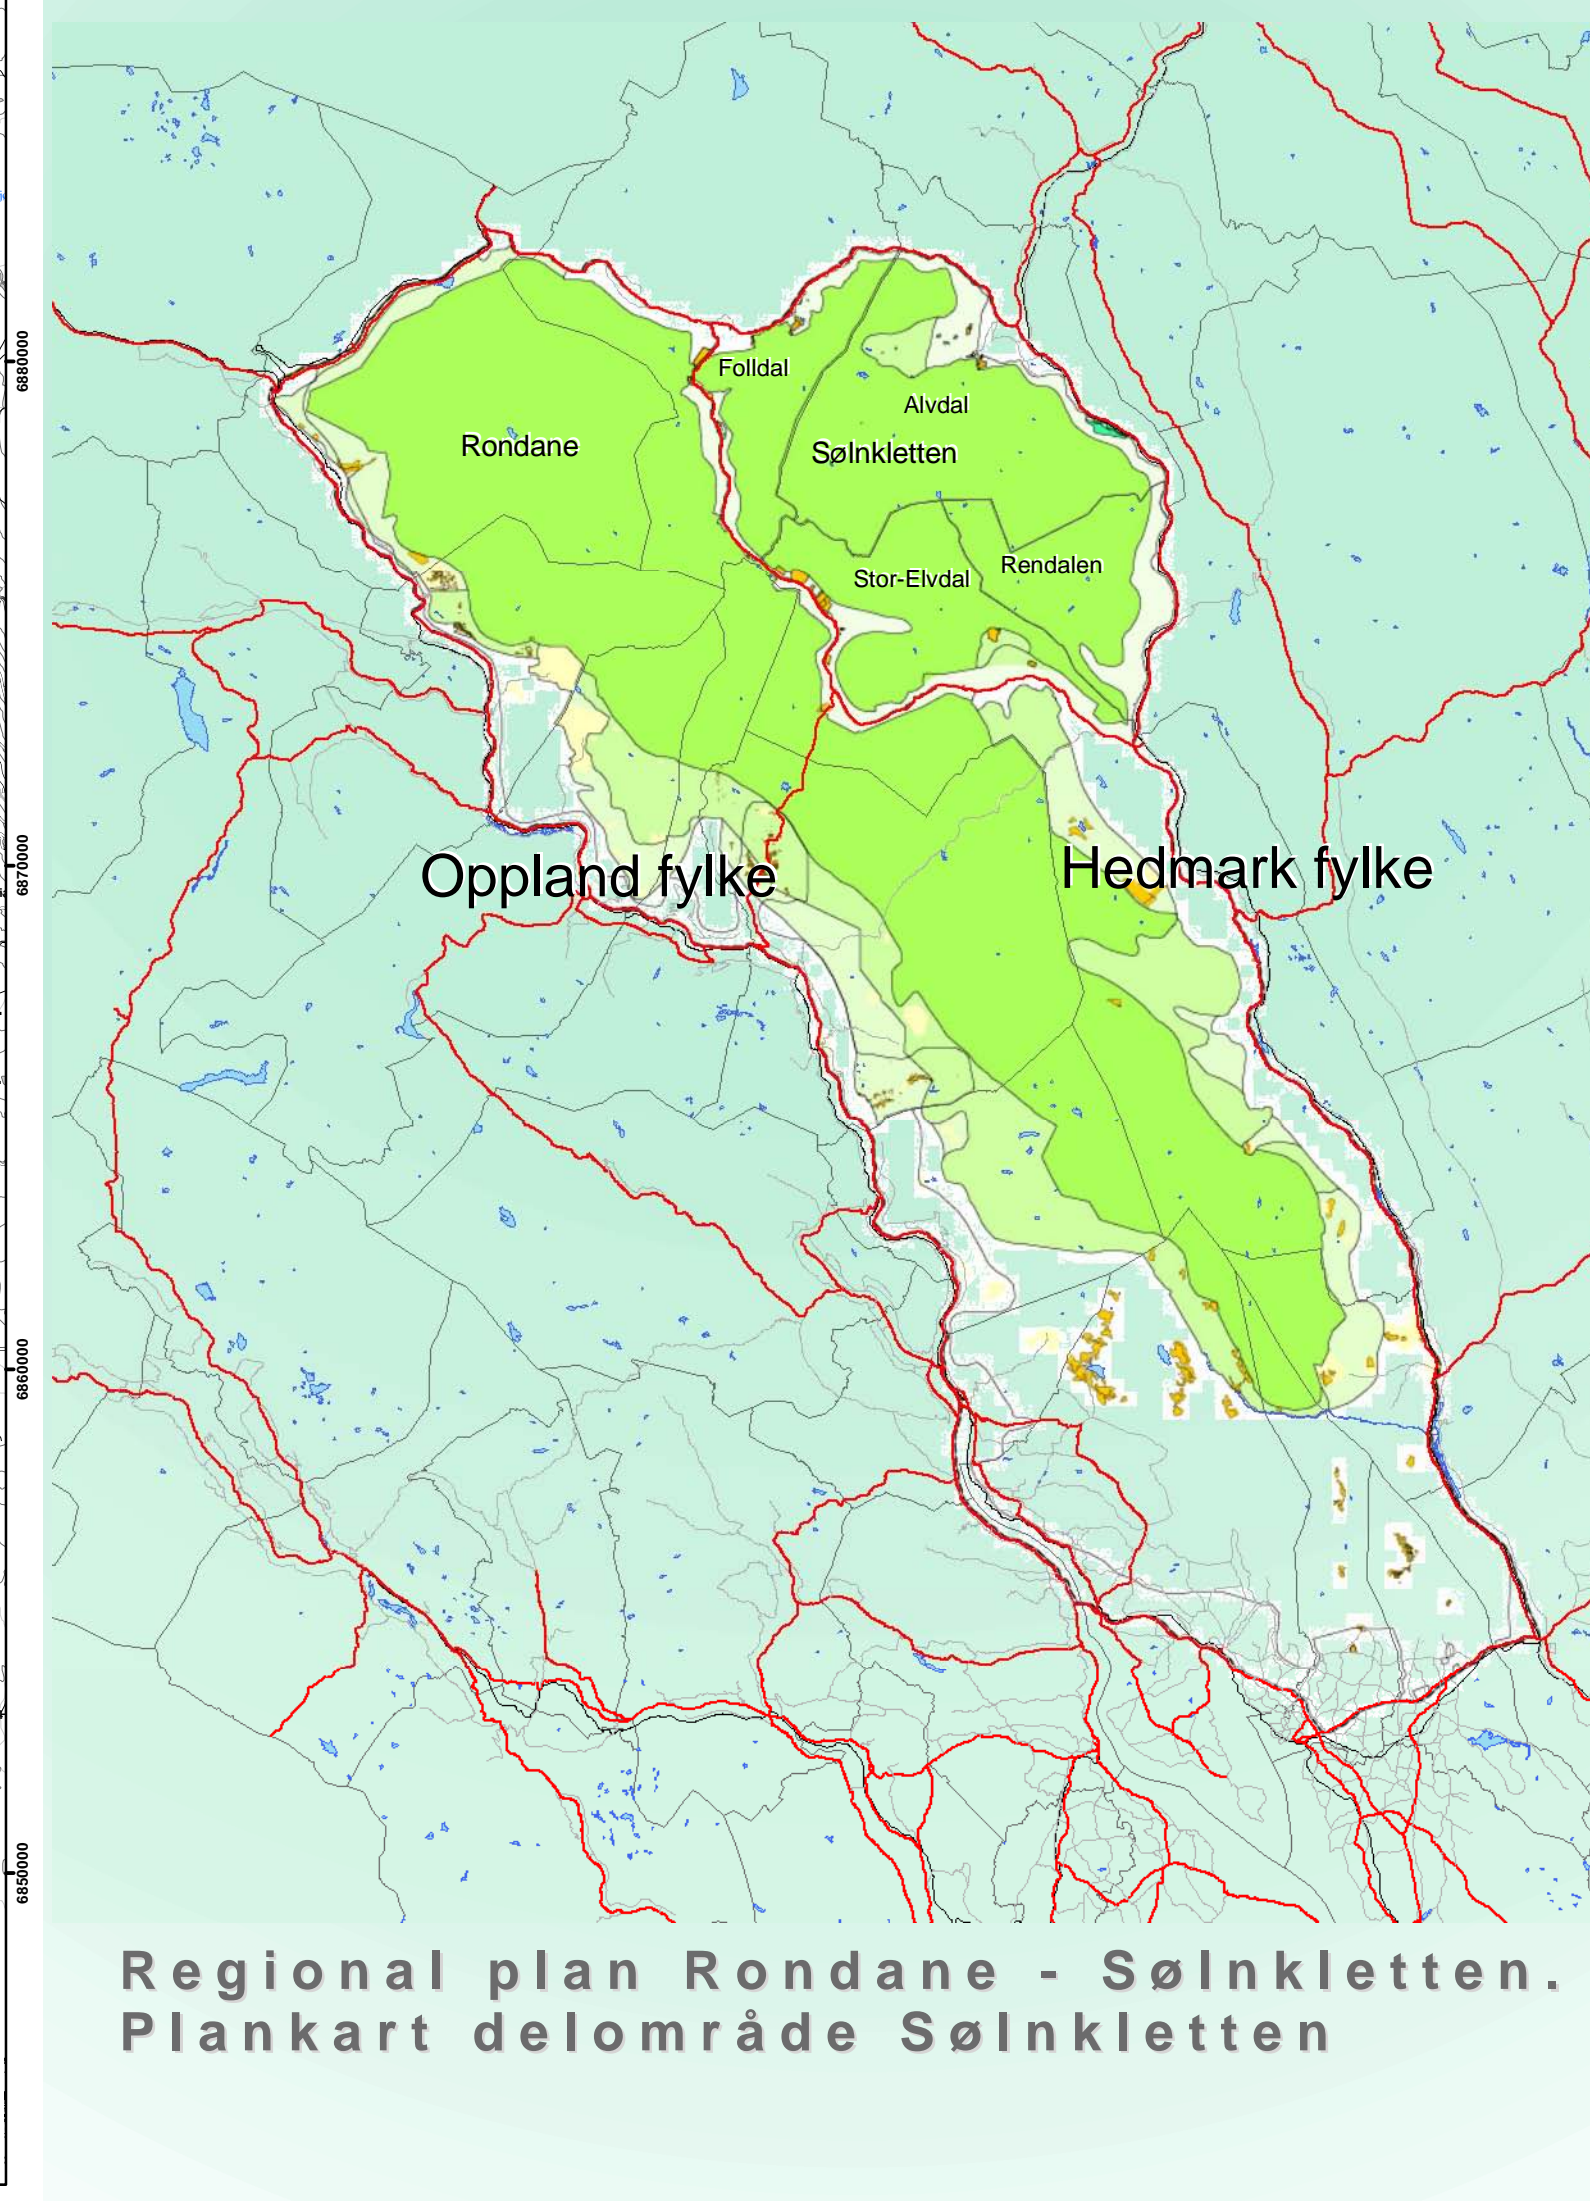 6880000
6870000
6860000
6850000
Folldal
Alvdal
Rondane
Sølnkletten
Stor-Elvdal
Rendalen
Oppland fylke
Hedmark fylke
Regional plan Rondane - Sølnkletten.
Plankart delområde Sølnkletten